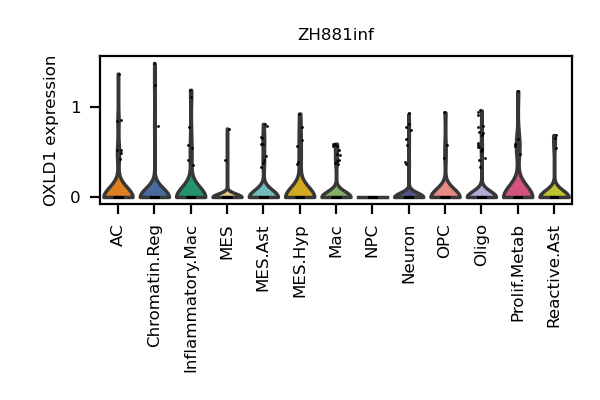 ZH881inf
OXLD1 expression
1
0
AC
Chromatin.Reg
Inflammatory.Mac
MES
MES.Ast
MES.Hyp
Mac
NPC
Neuron
OPC
Oligo
Prolif.Metab
Reactive.Ast